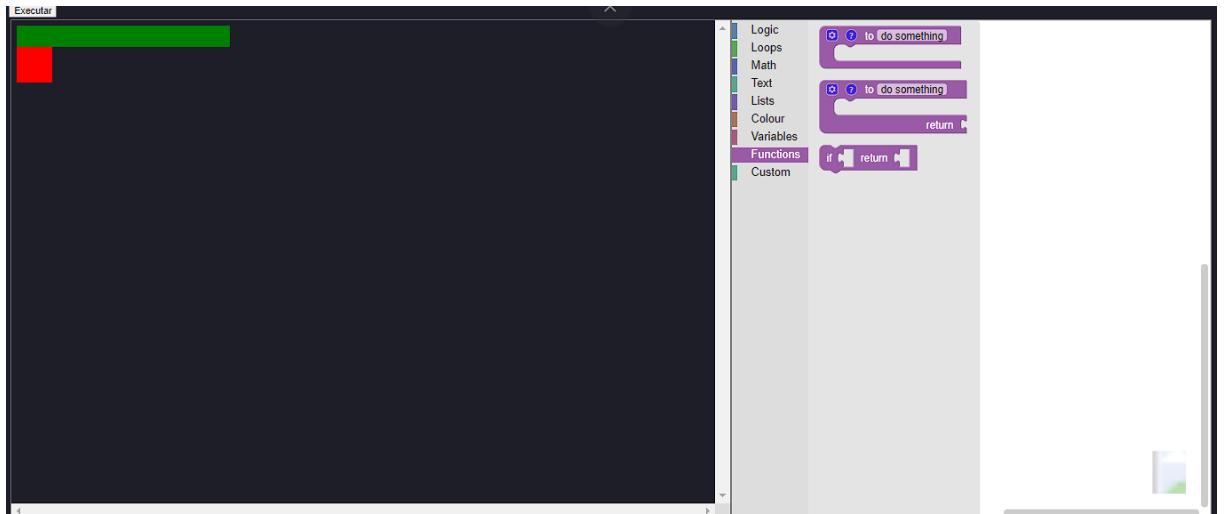 Executar
Logic
Loops
Math
Text
Lists
Colour
Variables
Functions
Custom
? to do something
? to do something
return
if return